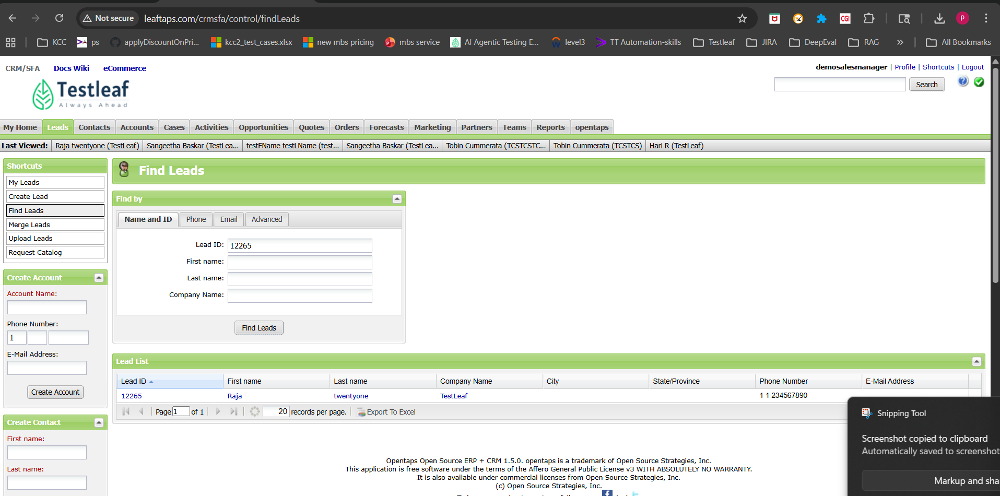 Not secure leaftaps.com/crmsfa/control/findLeads
CGI
P
KCC ps applyDiscountOnPri... kcc2_test_cases.xlsx new mbs pricing mbs service AI Agentic Testing E... level3 TT Automation-skills Testleaf JIRA DeepEval RAG » All Bookmarks
CRM/SFA Docs Wiki eCommerce
demosalesmanager | Profile | Shortcuts | Logout
Testleaf
Always Ahead
Search
My Home Leads Contacts Accounts Cases Activities Opportunities Quotes Orders Forecasts Marketing Partners Teams Reports opentaps
Last Viewed: Raja twentyone (TestLeaf) Sangeetha Baskar (TestLea... testFName testLName (test... Sangeetha Baskar (TestLea... Tobin Cummerata (TCSTCSTC... Tobin Cummerata (TCSTCS) Hari R (TestLeaf)
Shortcuts
My Leads
Create Lead
Find Leads
Merge Leads
Upload Leads
Request Catalog
Create Account
Account Name:
Phone Number:
1
E-Mail Address:
Create Account
Create Contact
First name:
Last name:
Find Leads
Find by
Name and ID Phone Email Advanced
Lead ID: 12265
First name:
Last name:
Company Name:
Find Leads
Lead List
Lead ID First name Last name Company Name City State/Province Phone Number E-Mail Address
12265 Raja twentyone TestLeaf 1 1 234567890
Page 1 of 1 20 records per page. Export To Excel
Opentaps Open Source ERP + CRM 1.5.0. opentaps is a trademark of Open Source Strategies, Inc.
This application is free software under the terms of the Affero General Public License v3 WITH ABSOLUTELY NO WARRANTY.
It is also available under commercial licenses from Open Source Strategies, Inc.
(c) Open Source Strategies, Inc.
Snipping Tool
Screenshot copied to clipboard
Automatically saved to screenshot
Markup and sha